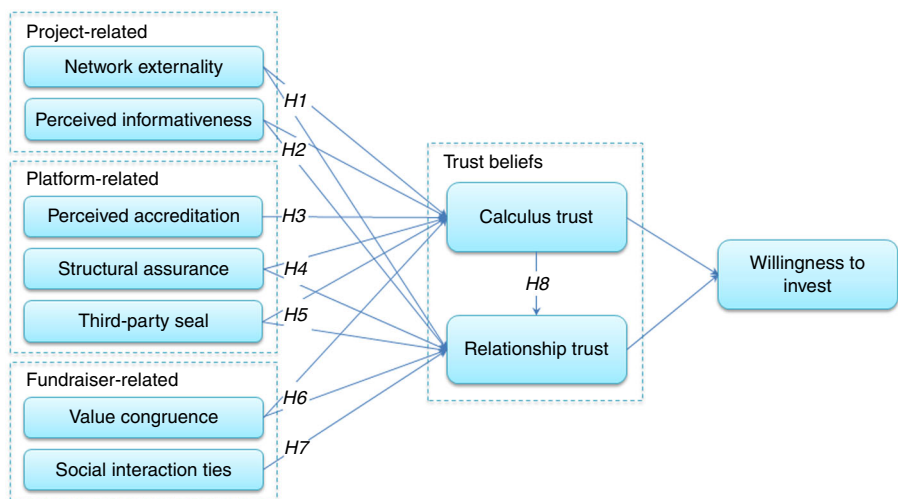 Project-related
Network externality
Perceived informativeness
Platform-related
Perceived accreditation
Structural assurance
Third-party seal
Fundraiser-related
Value congruence
Social interaction ties
H1
H2
H3
H4
H5
H6
H7
Trust beliefs
Calculus trust
H8
Relationship trust
Willingness to
invest